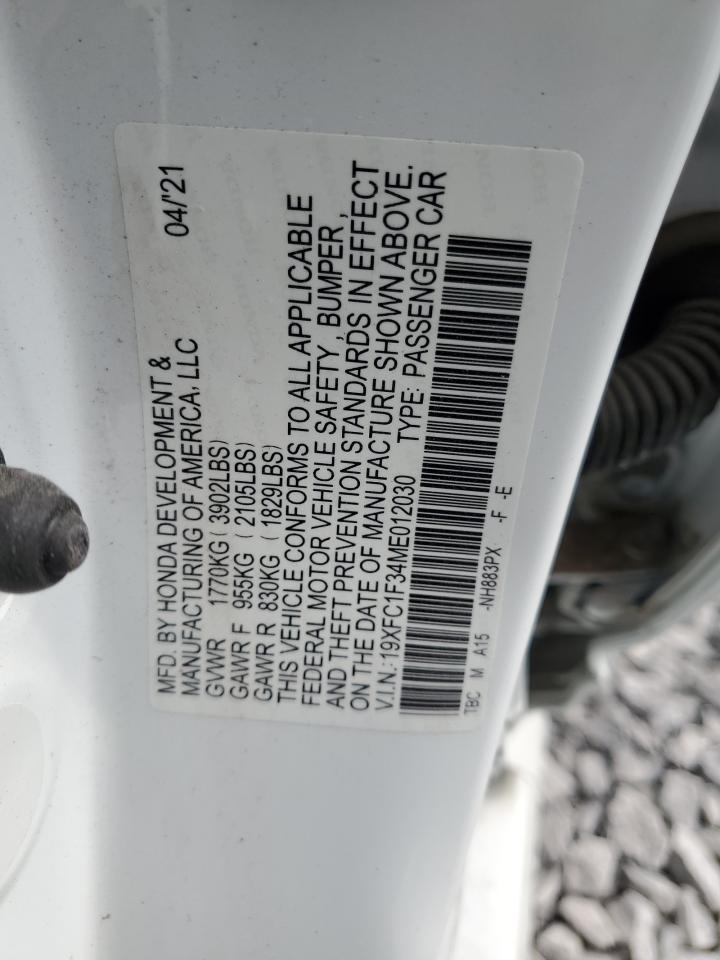 MFD. BY HONDA DEVELOPMENT &
MANUFACTURING OF AMERICA, LLC 04/'21
GVWR 1770KG ( 3902LBS)
GAWR F 955KG ( 2105LBS)
GAWR R 830KG ( 1829LBS)
THIS VEHICLE CONFORMS TO ALL APPLICABLE
FEDERAL MOTOR VEHICLE SAFETY, BUMPER,
AND THEFT PREVENTION STANDARDS IN EFFECT
ON THE DATE OF MANUFACTURE SHOWN ABOVE.
V.I.N.:19XFC1F34ME012030 TYPE: PASSENGER CAR
TBC M A15 -NH883PX -F -E